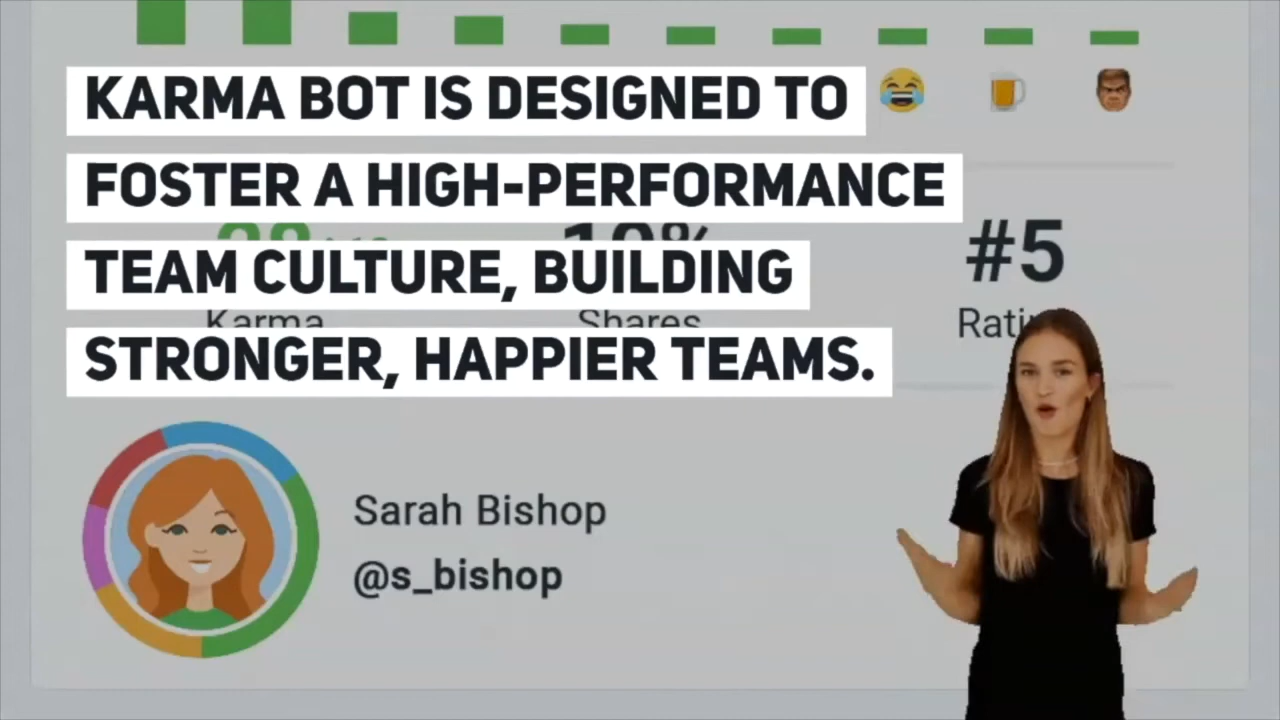 KARMA BOT IS DESIGNED TO
FOSTER A HIGH-PERFORMANCE
TEAM CULTURE, BUILDING
STRONGER, HAPPIER TEAMS.
#5
Karma
Shares
Sarah Bishop
@s_bishop